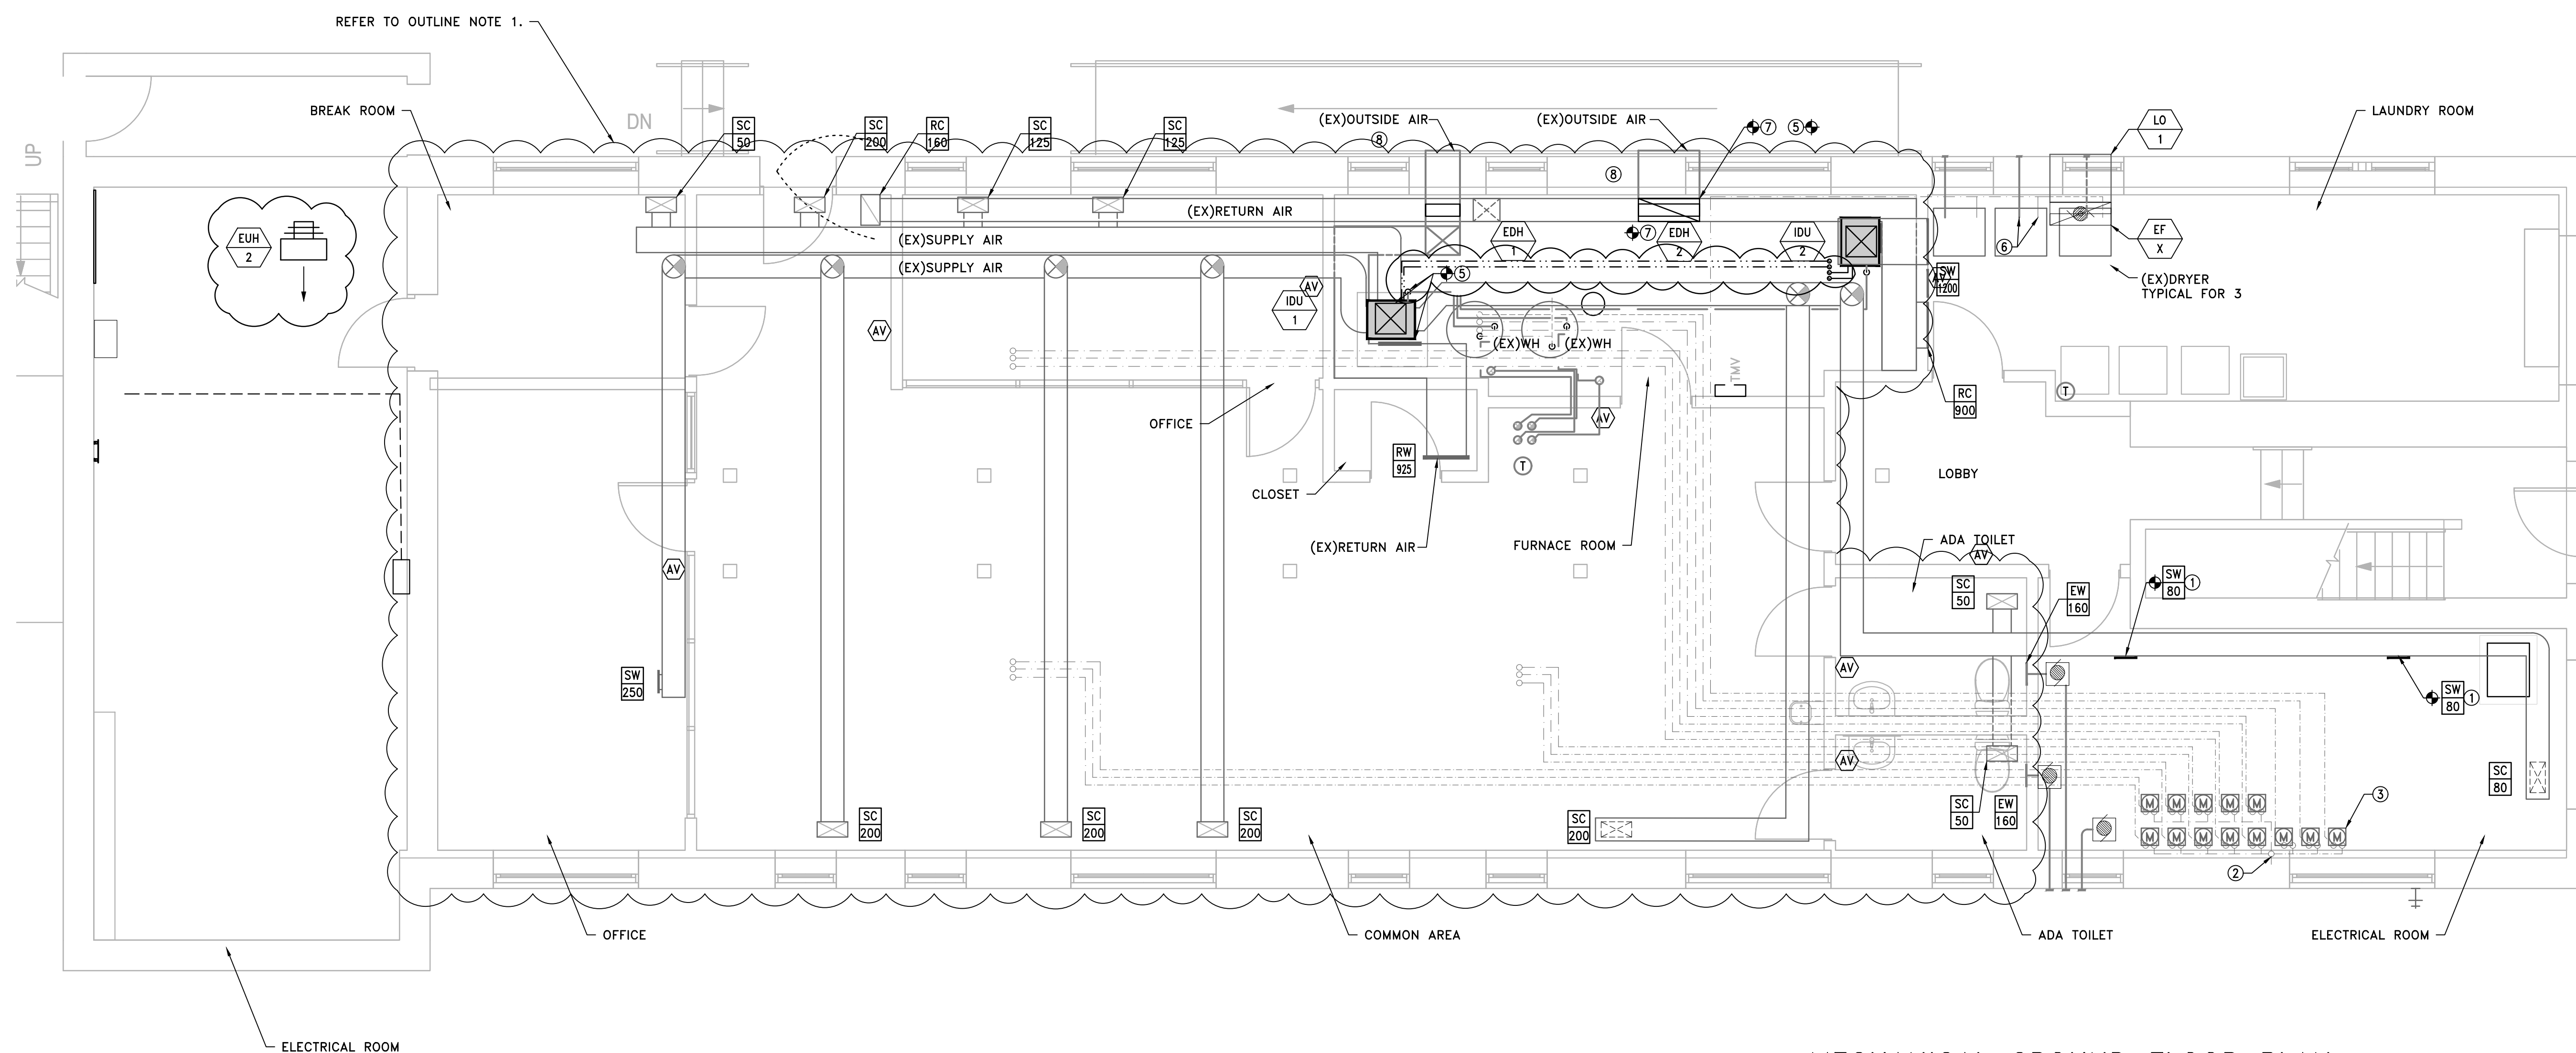 REFER TO OUTLINE NOTE 1.
BREAK ROOM
DN
UP
SC
50
SC
200
RC
160
SC
125
SC
125
(EX)OUTSIDE AIR
8
(EX)OUTSIDE AIR
8
7
5
LO
1
LAUNDRY ROOM
EUH
2
(EX)RETURN AIR
(EX)SUPPLY AIR
(EX)SUPPLY AIR
EDH
1
7
EDH
2
IDU
2
6
EF
X
(EX)DRYER
TYPICAL FOR 3
5
AV
IDU
1
AV
SW
1200
AV
(EX)WH
(EX)WH
TMV
T
RC
900
OFFICE
AV
RW
925
T
CLOSET
LOBBY
(EX)RETURN AIR
FURNACE ROOM
ADA TOILET
AV
AV
SC
50
EW
160
SW
80
1
SW
250
AV
SW
80
1
AV
SC
80
SC
200
SC
200
SC
200
SC
200
SC
50
EW
160
M
M
M
M
M
3
M
M
M
M
M
M
M
M
2
OFFICE
COMMON AREA
ADA TOILET
ELECTRICAL ROOM
ELECTRICAL ROOM